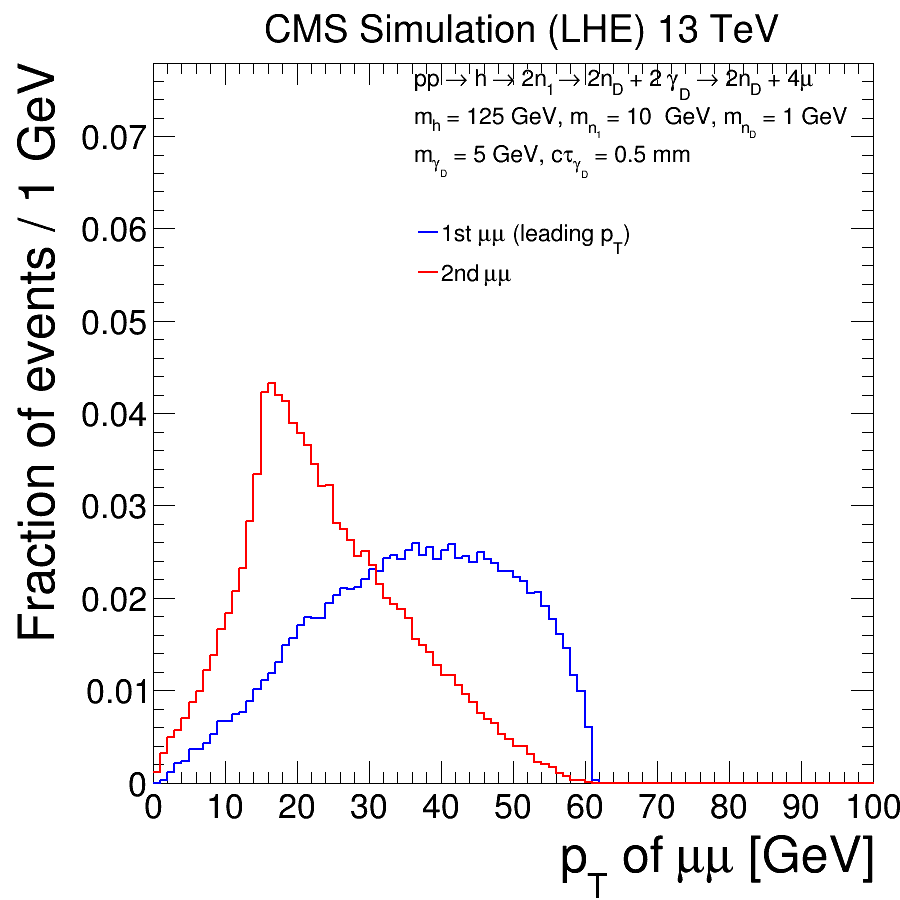 CMS Simulation (LHE) 13 TeV
pp → h → 2n₁ → 2n_D + 2 γ_D → 2n_D + 4μ
m_h = 125 GeV, m_n₁ = 10 GeV, m_n_D = 1 GeV
m_γ_D = 5 GeV, cτ_γ_D = 0.5 mm
1st μμ (leading p_T)
2nd μμ
Fraction of events / 1 GeV
0.07
0.06
0.05
0.04
0.03
0.02
0.01
0
0 10 20 30 40 50 60 70 80 90 100
p_T of μμ [GeV]